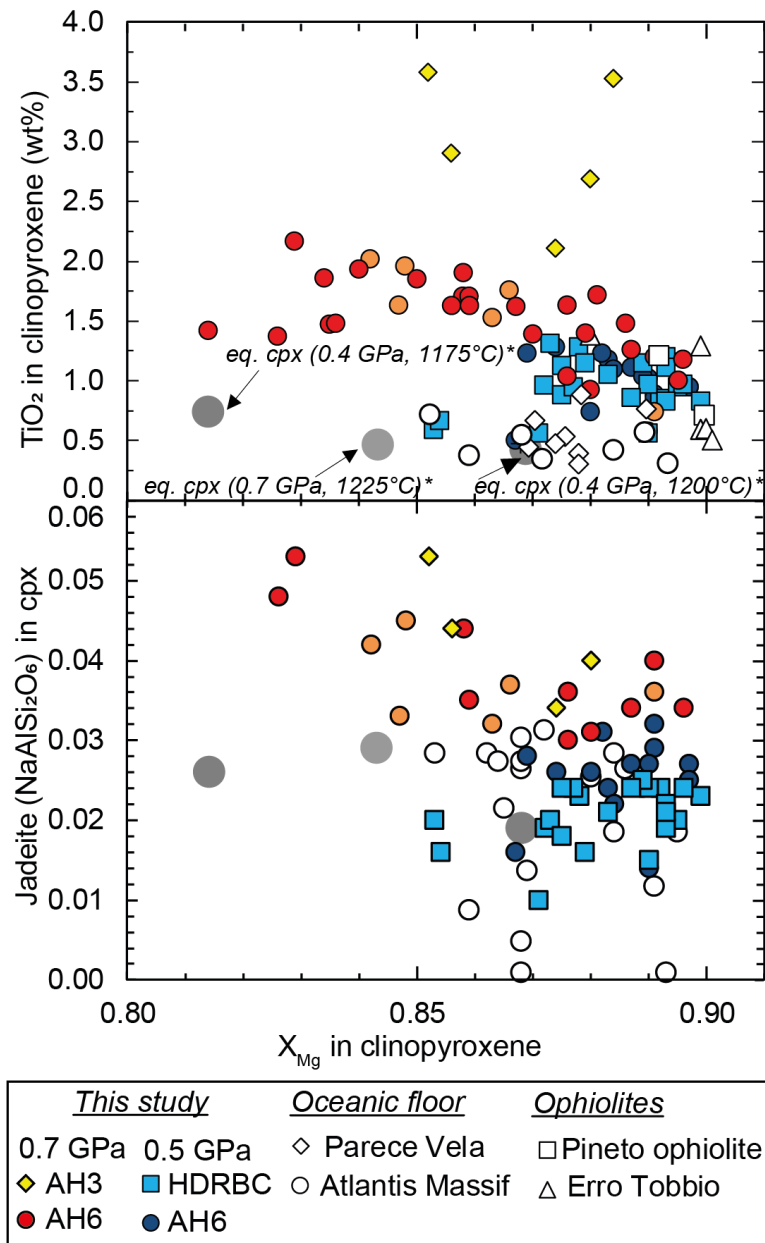 TiO₂ in clinopyroxene (wt%)
4.0
3.5
3.0
2.5
2.0
1.5
1.0
0.5
0.0
eq. cpx (0.4 GPa, 1175°C)*
eq. cpx (0.7 GPa, 1225°C)*
eq. cpx (0.4 GPa, 1200°C)*
Jadeite (NaAlSi₂O₆) in cpx
0.06
0.05
0.04
0.03
0.02
0.01
0.00
0.80 0.85 0.90
X_Mg in clinopyroxene
This study Oceanic floor Ophiolites
0.7 GPa 0.5 GPa Parece Vela Pineto ophiolite
AH3 HDRBC Atlantis Massif Erro Tobbio
AH6 AH6